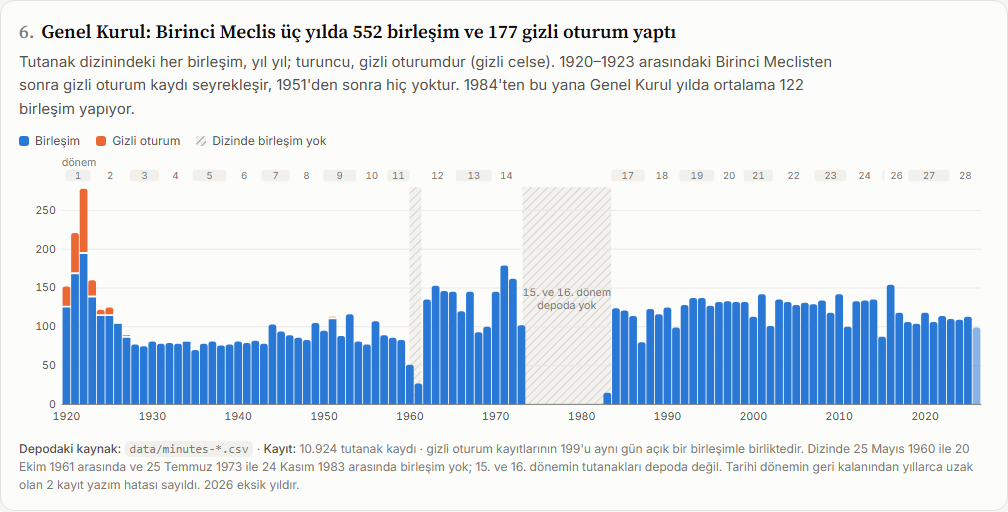 6. Genel Kurul: Birinci Meclis üç yılda 552 birleşim ve 177 gizli oturum yaptı
Tutanak dizinindeki her birleşim, yıl yıl; turuncu, gizli oturumdur (gizli celse). 1920–1923 arasındaki Birinci Meclisten
sonra gizli oturum kaydı seyrekleşir, 1951'den sonra hiç yoktur. 1984'ten bu yana Genel Kurul yılda ortalama 122
birleşim yapıyor.
Birleşim Gizli oturum Dizinde birleşim yok
dönem
1 2 3 4 5 6 7 8 9 10 11 12 13 14 17 18 19 20 21 22 23 24 26 27 28
250
200
150
15. ve 16. dönem
depoda yok
100
50
0
1920 1930 1940 1950 1960 1970 1980 1990 2000 2010 2020
Depodaki kaynak: data/minutes-*.csv · Kayıt: 10.924 tutanak kaydı · gizli oturum kayıtlarının 199'u aynı gün açık bir birleşimle birliktedir. Dizinde 25 Mayıs 1960 ile 20
Ekim 1961 arasında ve 25 Temmuz 1973 ile 24 Kasım 1983 arasında birleşim yok; 15. ve 16. dönemin tutanakları depoda değil. Tarihi dönemin geri kalanından yıllarca uzak
olan 2 kayıt yazım hatası sayıldı. 2026 eksik yıldır.